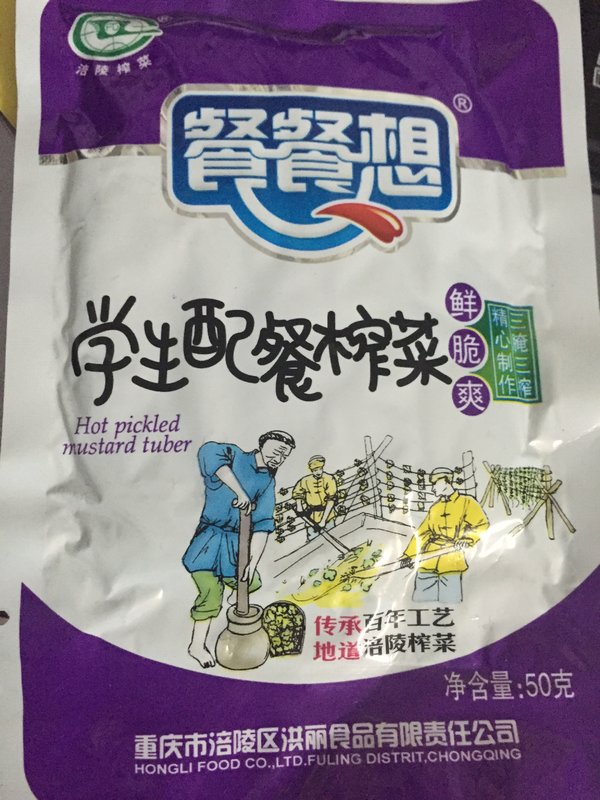 涪陵榨菜
餐餐想®
学生配餐榨菜
鲜脆爽
三腌三榨
精心制作
Hot pickled
mustard tuber
传承百年工艺
地道涪陵榨菜
净含量:50克
重庆市涪陵区洪丽食品有限责任公司
HONGLI FOOD CO.,LTD.FULING DISTRIT,CHONGQING